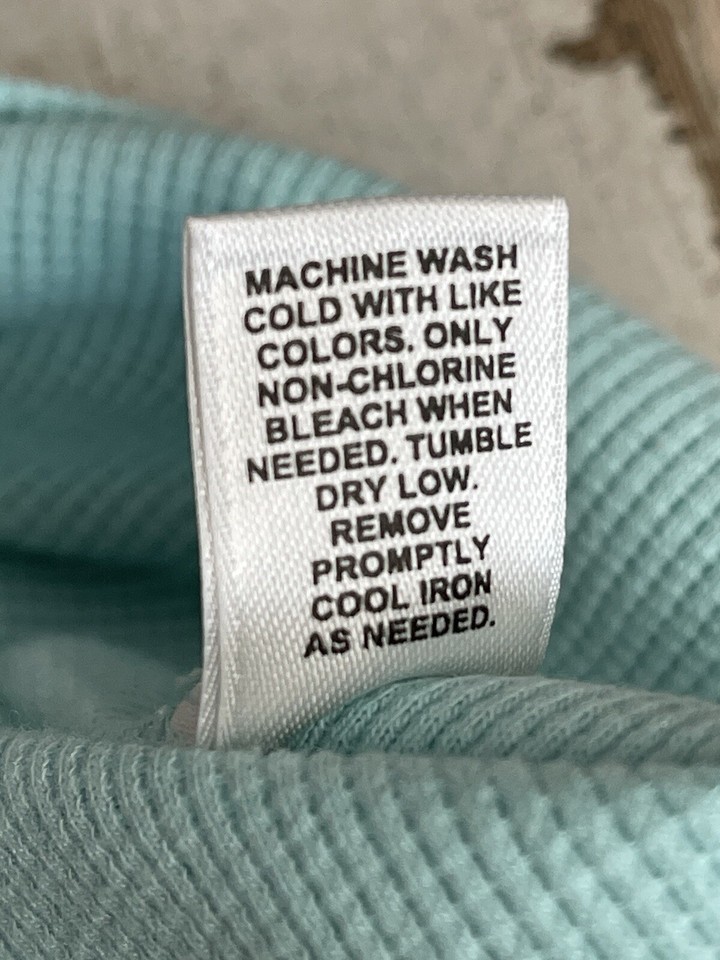 MACHINE WASH
COLD WITH LIKE
COLORS. ONLY
NON-CHLORINE
BLEACH WHEN
NEEDED. TUMBLE
DRY LOW.
REMOVE
PROMPTLY
COOL IRON
AS NEEDED.